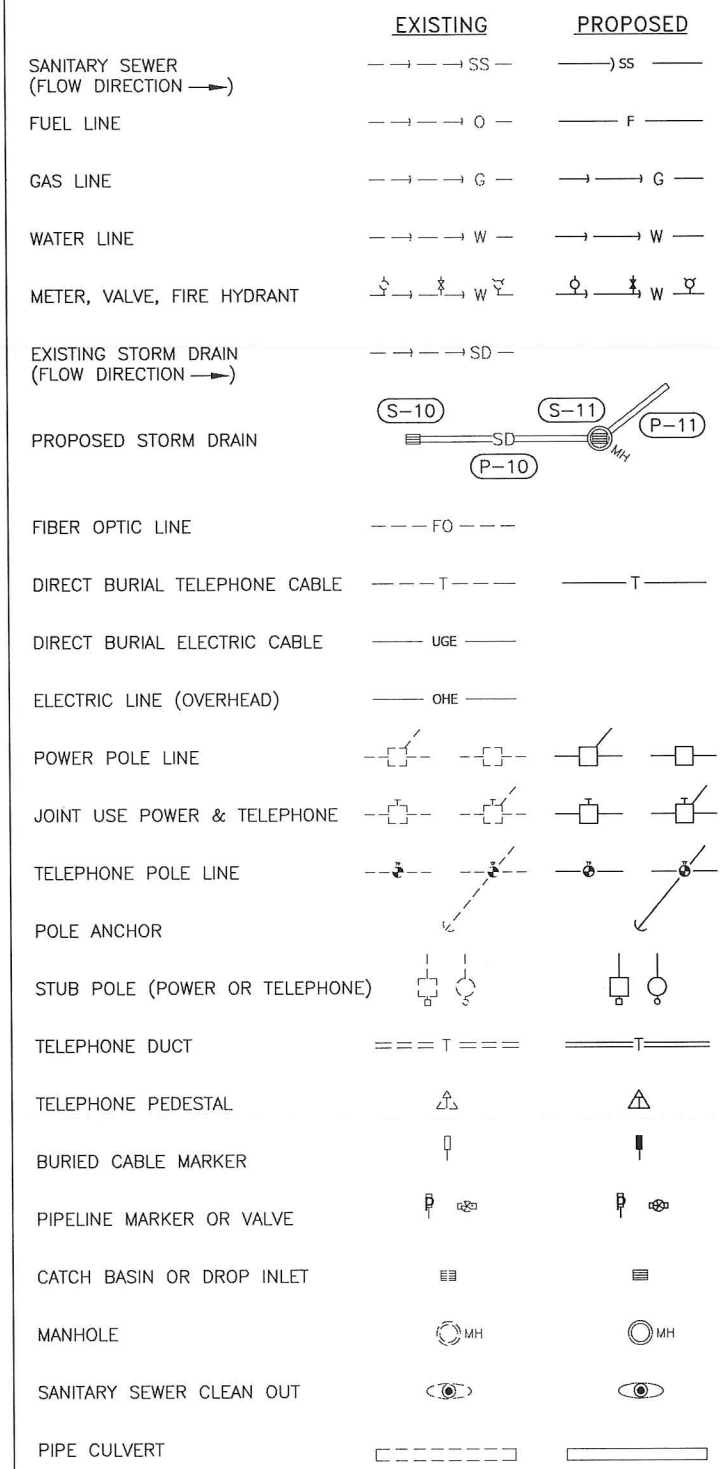 EXISTING PROPOSED
SANITARY SEWER SS SS
(FLOW DIRECTION )
FUEL LINE O F
GAS LINE G G
WATER LINE W W
METER, VALVE, FIRE HYDRANT W W
EXISTING STORM DRAIN SD
(FLOW DIRECTION )
S-10 S-11 P-11
PROPOSED STORM DRAIN SD MH
P-10
FIBER OPTIC LINE FO
DIRECT BURIAL TELEPHONE CABLE T T
DIRECT BURIAL ELECTRIC CABLE UGE
ELECTRIC LINE (OVERHEAD) OHE
POWER POLE LINE
JOINT USE POWER & TELEPHONE T T T T
TELEPHONE POLE LINE
POLE ANCHOR
STUB POLE (POWER OR TELEPHONE)
TELEPHONE DUCT T T
TELEPHONE PEDESTAL T T
BURIED CABLE MARKER
PIPELINE MARKER OR VALVE P P
CATCH BASIN OR DROP INLET
MANHOLE MH MH
SANITARY SEWER CLEAN OUT
PIPE CULVERT